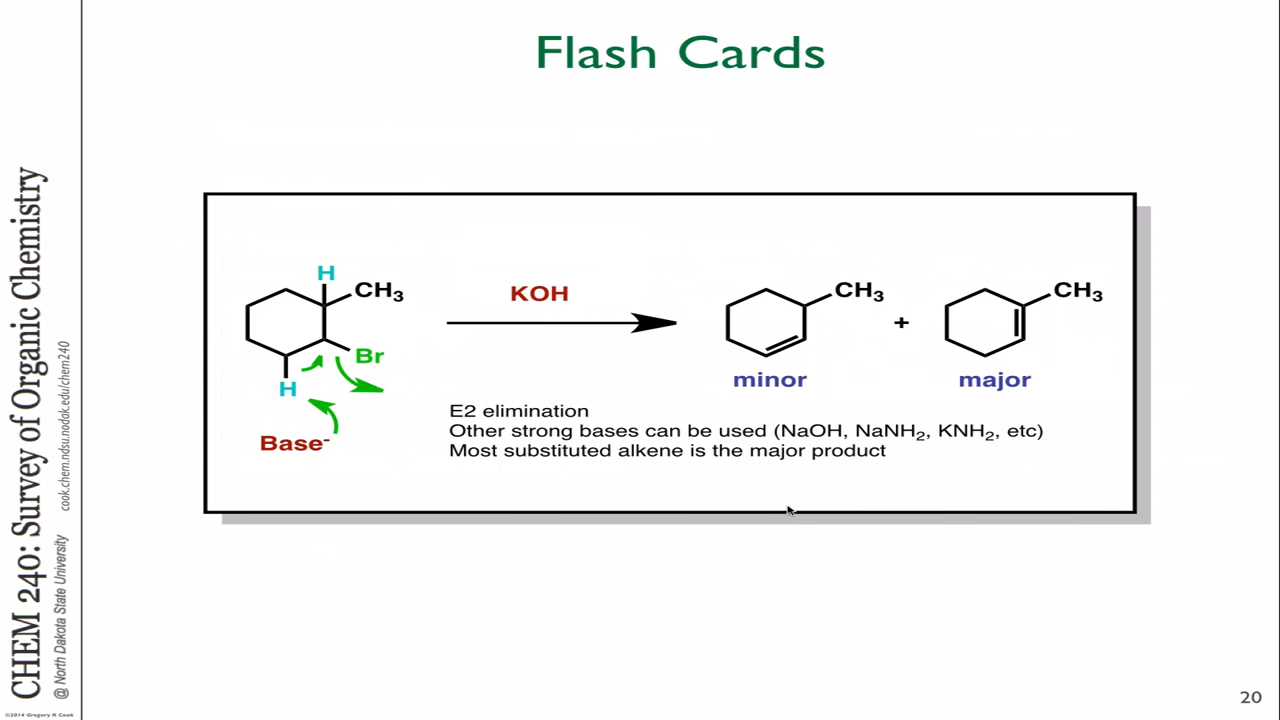 Flash Cards
CHEM 240: Survey of Organic Chemistry
@ North Dakota State University cook.chem.ndsu.nodak.edu/chem240
H
CH₃
Br
H
Base⁻
KOH
CH₃
minor
+
CH₃
major
E2 elimination
Other strong bases can be used (NaOH, NaNH₂, KNH₂, etc)
Most substituted alkene is the major product
©2014 Gregory R Cook
20